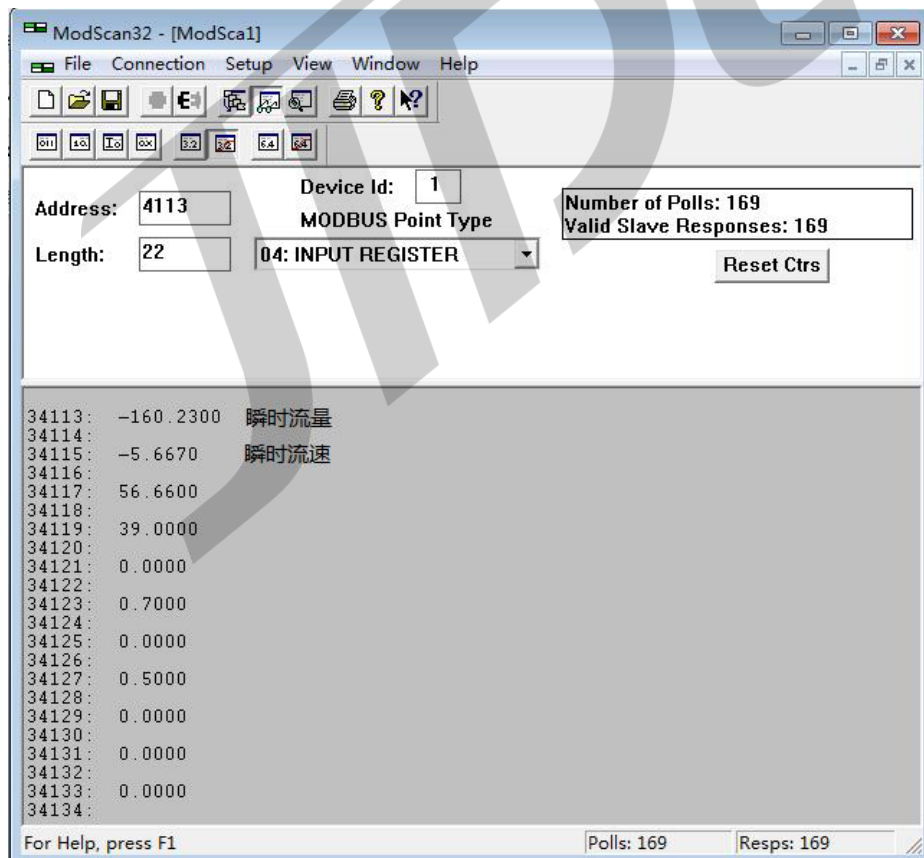 ModScan32 - [ModSca1]
File Connection Setup View Window Help
Address: 4113
Device Id: 1
MODBUS Point Type
Length: 22
04: INPUT REGISTER
Number of Polls: 169
Valid Slave Responses: 169
Reset Ctrs
34113: -160.2300 瞬时流量
34114:
34115: -5.6670 瞬时流速
34116:
34117: 56.6600
34118:
34119: 39.0000
34120:
34121: 0.0000
34122:
34123: 0.7000
34124:
34125: 0.0000
34126:
34127: 0.5000
34128:
34129: 0.0000
34130:
34131: 0.0000
34132:
34133: 0.0000
34134:
For Help, press F1 Polls: 169 Resps: 169